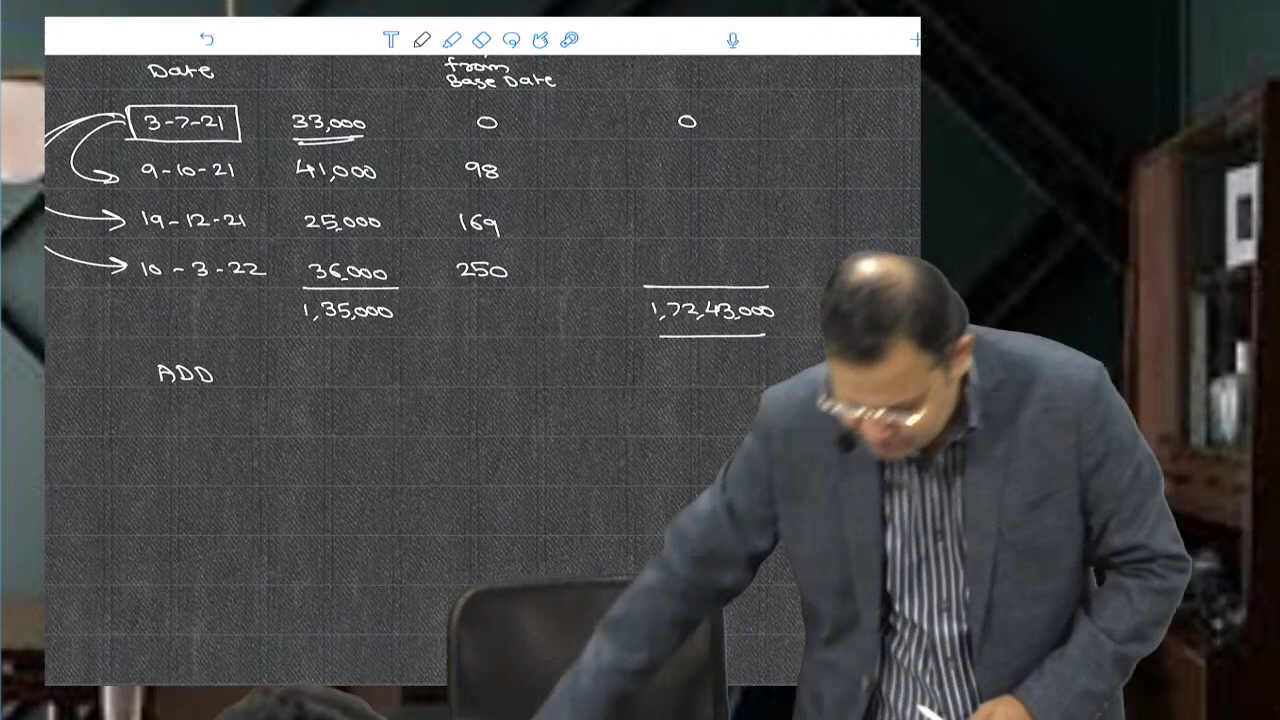 Date from
Base Date
3-7-21 33,000 0 0
9-10-21 41,000 98
19-12-21 25,000 169
10-3-22 36,000 250
1,35,000 1,72,43,000
ADD